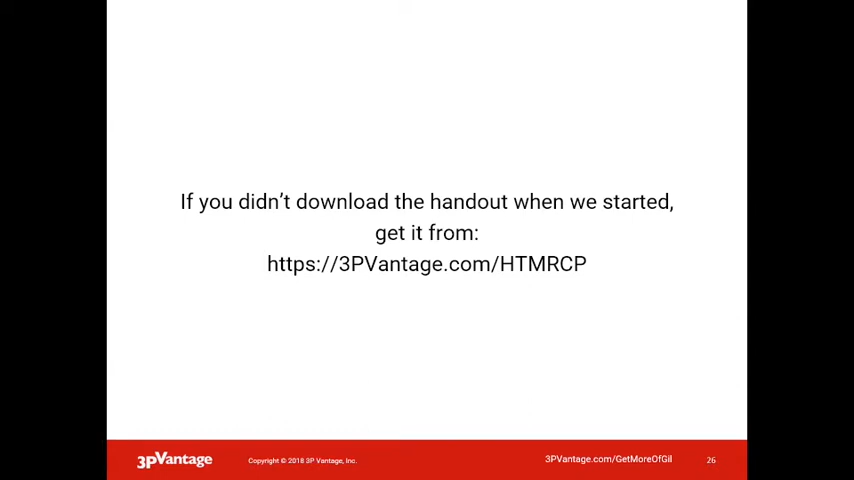 If you didn’t download the handout when we started,
get it from:
https://3PVantage.com/HTMRCP
3PVantage
Copyright © 2018 3P Vantage, Inc.
3PVantage.com/GetMoreOfGil
26